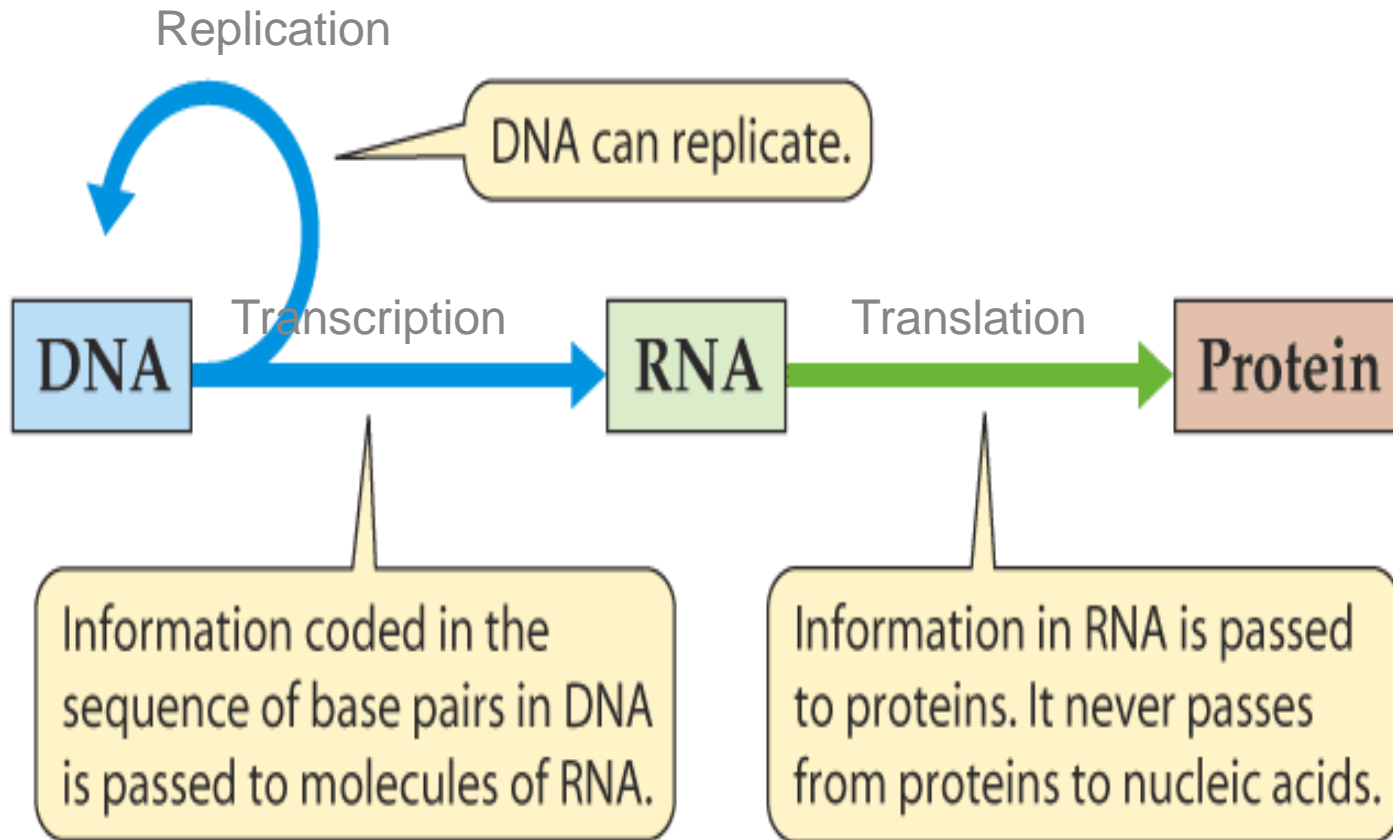 Replication
DNA can replicate.
Transcription
Translation
DNA
RNA
Protein
Information coded in the
sequence of base pairs in DNA
is passed to molecules of RNA.
Information in RNA is passed
to proteins. It never passes
from proteins to nucleic acids.